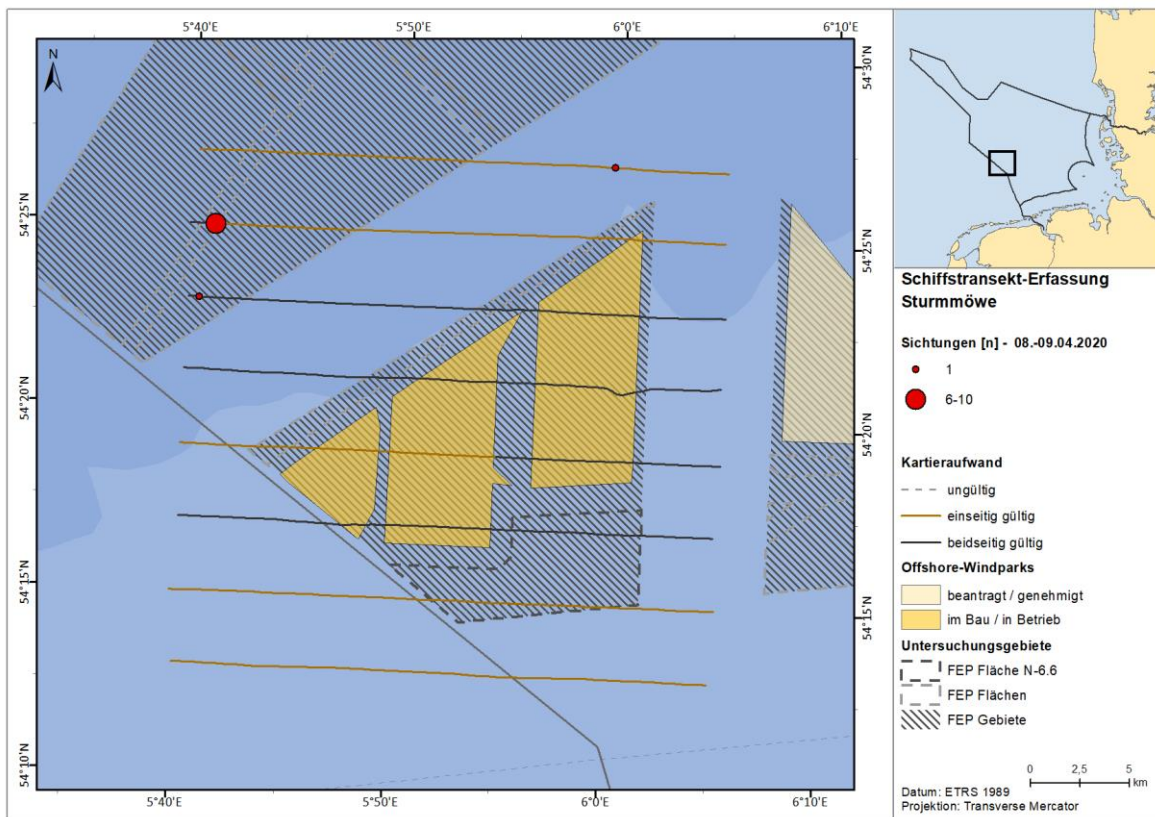 5°40'E 5°50'E 6°0'E 6°10'E
N
54°30'N
54°25'N
54°25'N
54°20'N
54°20'N
54°15'N
54°15'N
54°10'N
5°40'E 5°50'E 6°0'E 6°10'E
Schiffstransekt-Erfassung
Sturmmöwe
Sichtungen [n] - 08.-09.04.2020
1
6-10
Kartieraufwand
ungültig
einseitig gültig
beidseitig gültig
Offshore-Windparks
beantragt / genehmigt
im Bau / in Betrieb
Untersuchungsgebiete
FEP Fläche N-6.6
FEP Flächen
FEP Gebiete
0 2,5 5
km
Datum: ETRS 1989
Projektion: Transverse Mercator